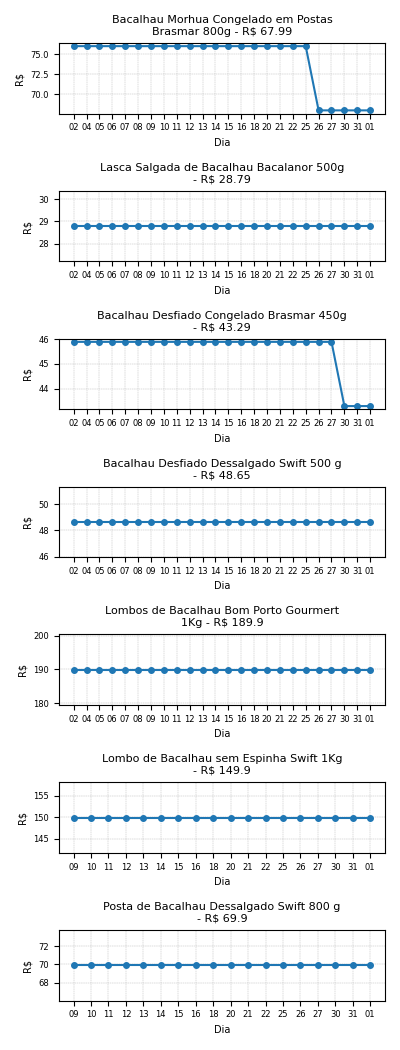 Bacalhau Morhua Congelado em Postas
Brasmar 800g - R$ 67.99
75.0
72.5
70.0
R$
02 04 05 06 07 08 09 10 11 12 13 14 15 16 18 20 21 22 25 26 27 30 31 01
Dia
Lasca Salgada de Bacalhau Bacalanor 500g
- R$ 28.79
30
29
28
R$
02 04 05 06 07 08 09 10 11 12 13 14 15 16 18 20 21 22 25 26 27 30 31 01
Dia
Bacalhau Desfiado Congelado Brasmar 450g
- R$ 43.29
46
45
44
R$
02 04 05 06 07 08 09 10 11 12 13 14 15 16 18 20 21 22 25 26 27 30 31 01
Dia
Bacalhau Desfiado Dessalgado Swift 500 g
- R$ 48.65
50
48
46
R$
02 04 05 06 07 08 09 10 11 12 13 14 15 16 18 20 21 22 25 26 27 30 31 01
Dia
Lombos de Bacalhau Bom Porto Gourmert
1Kg - R$ 189.9
200
190
180
R$
02 04 05 06 07 08 09 10 11 12 13 14 15 16 18 20 21 22 25 26 27 30 31 01
Dia
Lombo de Bacalhau sem Espinha Swift 1Kg
- R$ 149.9
155
150
145
R$
09 10 11 12 13 14 15 16 18 20 21 22 25 26 27 30 31 01
Dia
Posta de Bacalhau Dessalgado Swift 800 g
- R$ 69.9
72
70
68
R$
09 10 11 12 13 14 15 16 18 20 21 22 25 26 27 30 31 01
Dia